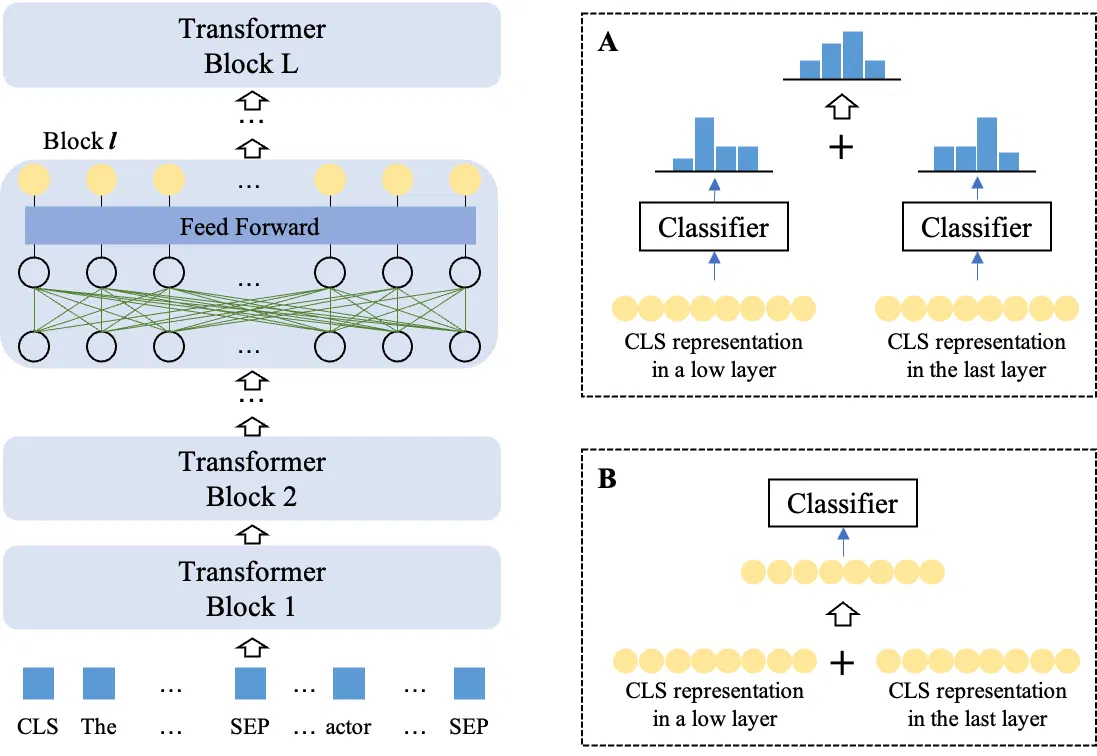 Transformer
Block L
...
Block l
...
Feed Forward
...
...
...
Transformer
Block 2
Transformer
Block 1
... ... ...
CLS The ... SEP ... actor ... SEP
A
+
Classifier
Classifier
CLS representation
in a low layer
CLS representation
in the last layer
B
Classifier
+
CLS representation
in a low layer
CLS representation
in the last layer